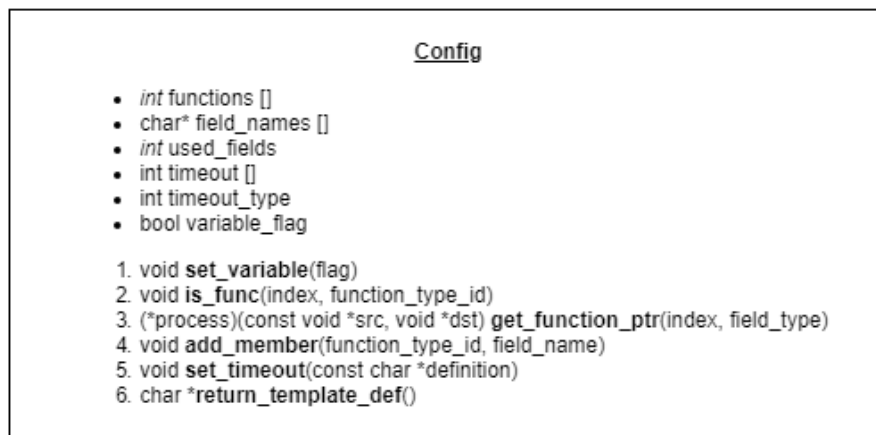 Config
• int functions []
• char* field_names []
• int used_fields
• int timeout []
• int timeout_type
• bool variable_flag
1. void set_variable(flag)
2. void is_func(index, function_type_id)
3. (*process)(const void *src, void *dst) get_function_ptr(index, field_type)
4. void add_member(function_type_id, field_name)
5. void set_timeout(const char *definition)
6. char *return_template_def()